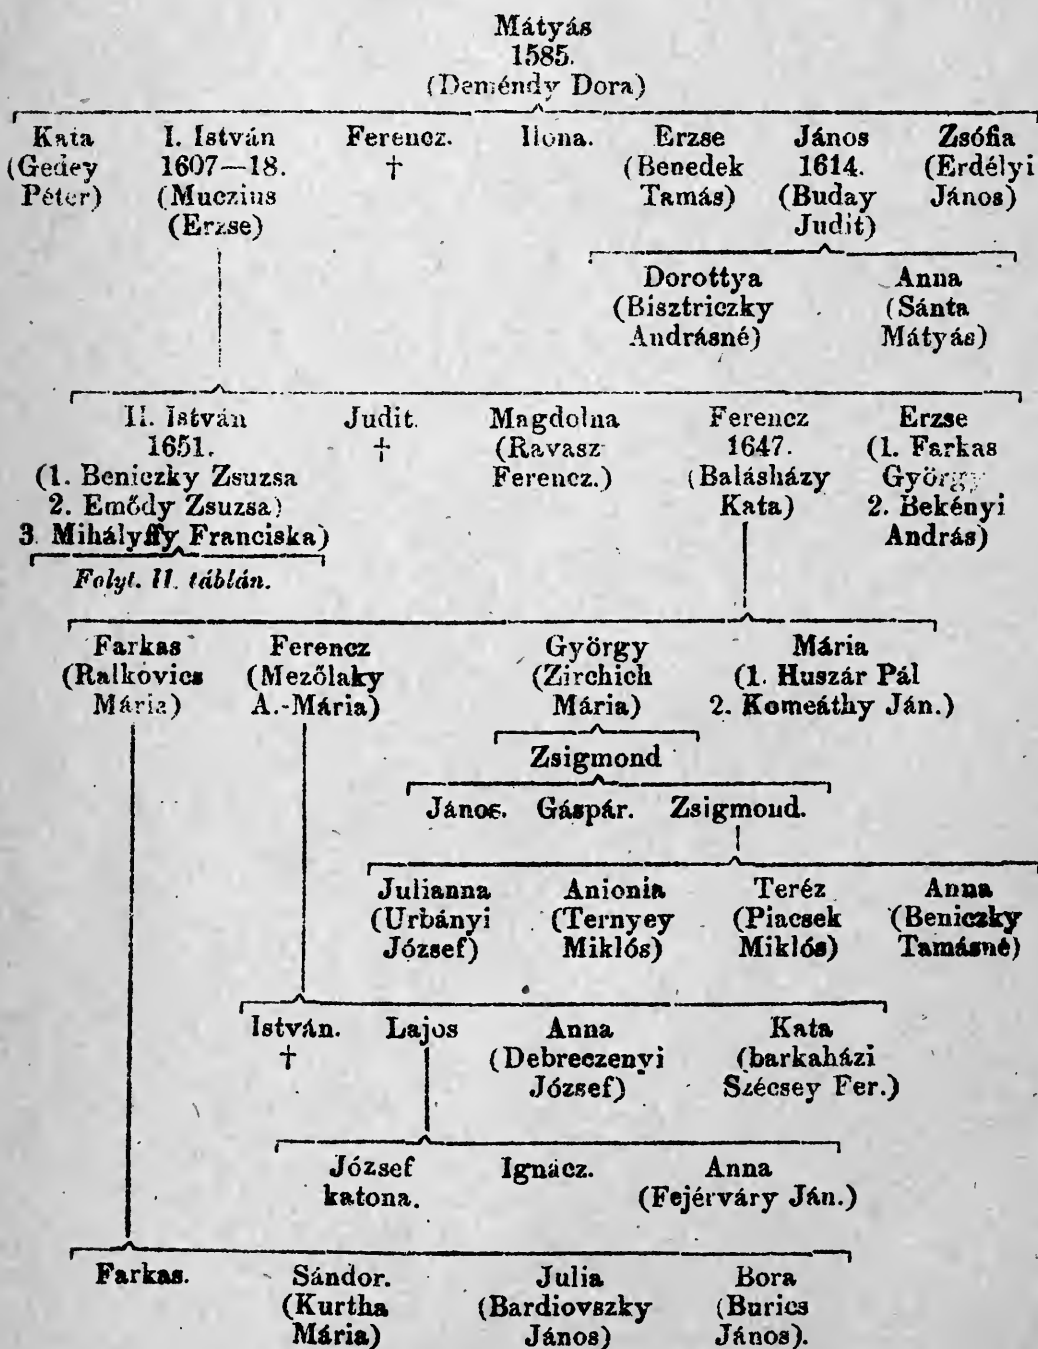 Mátyás
1585.
(Deméndy Dora)
Kata I. István Ferencz. Ilona. Erzse János Zsófia
(Gedey 1607—18. † (Benedek 1614. (Erdélyi
Péter) (Muczius Tamás) (Buday János)
(Erzse) Judit)
Dorottya Anna
(Bisztriczky (Sánta
Andrásné) Mátyás)
II. István Judit. Magdolna Ferencz Erzse
1651. † (Ravasz 1647. (1. Farkas
(1. Beniczky Zsuzsa Ferencz.) (Balásházy György
2. Emődy Zsuzsa) Kata) 2. Bekényi
3. Mihályffy Franciska) András)
Folyt. II. táblán.
Farkas Ferencz György Mária
(Ralkovics (Mezőlaky (Zirchich (1. Huszár Pál
Mária) A.-Mária) Mária) 2. Komeáthy Ján.)
Zsigmond
János. Gáspár. Zsigmond.
Julianna Anionia Teréz Anna
(Urbányi (Ternyey (Piacsek (Beniczky
József) Miklós) Miklós) Tamásné)
István. Lajos Anna Kata
† (Debreczenyi (barkaházi
József) Szécsey Fer.)
József Ignácz. Anna
katona. (Fejérváry Ján.)
Farkas. Sándor. Julia Bora
(Kurtha (Bardiovszky (Burics
Mária) János) János).